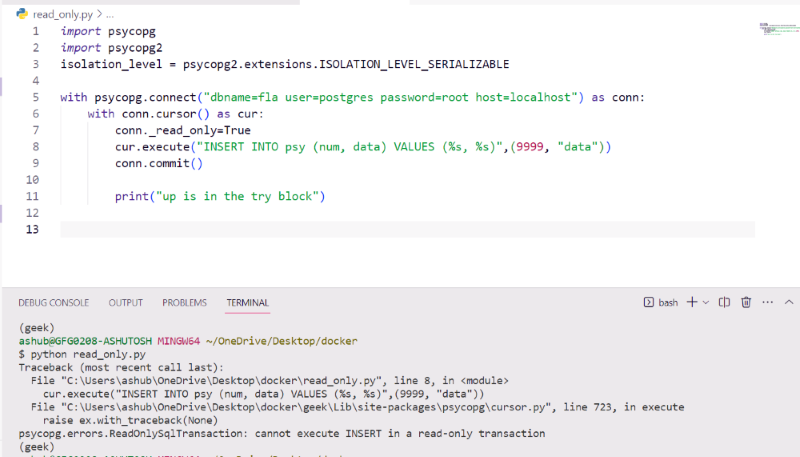 read_only.py > ...
1 import psycopg
2 import psycopg2
3 isolation_level = psycopg2.extensions.ISOLATION_LEVEL_SERIALIZABLE
4
5 with psycopg.connect("dbname=fla user=postgres password=root host=localhost") as conn:
6     with conn.cursor() as cur:
7         conn._read_only=True
8         cur.execute("INSERT INTO psy (num, data) VALUES (%s, %s)",(9999, "data"))
9         conn.commit()
10
11         print("up is in the try block")
12
13
DEBUG CONSOLE OUTPUT PROBLEMS TERMINAL bash
(geek)
ashub@GFG0208-ASHUTOSH MINGW64 ~/OneDrive/Desktop/docker
$ python read_only.py
Traceback (most recent call last):
  File "C:\Users\ashub\OneDrive\Desktop\docker\read_only.py", line 8, in <module>
    cur.execute("INSERT INTO psy (num, data) VALUES (%s, %s)",(9999, "data"))
  File "C:\Users\ashub\OneDrive\Desktop\docker\geek\Lib\site-packages\psycopg\cursor.py", line 723, in execute
    raise ex.with_traceback(None)
psycopg.errors.ReadOnlySqlTransaction: cannot execute INSERT in a read-only transaction
(geek)